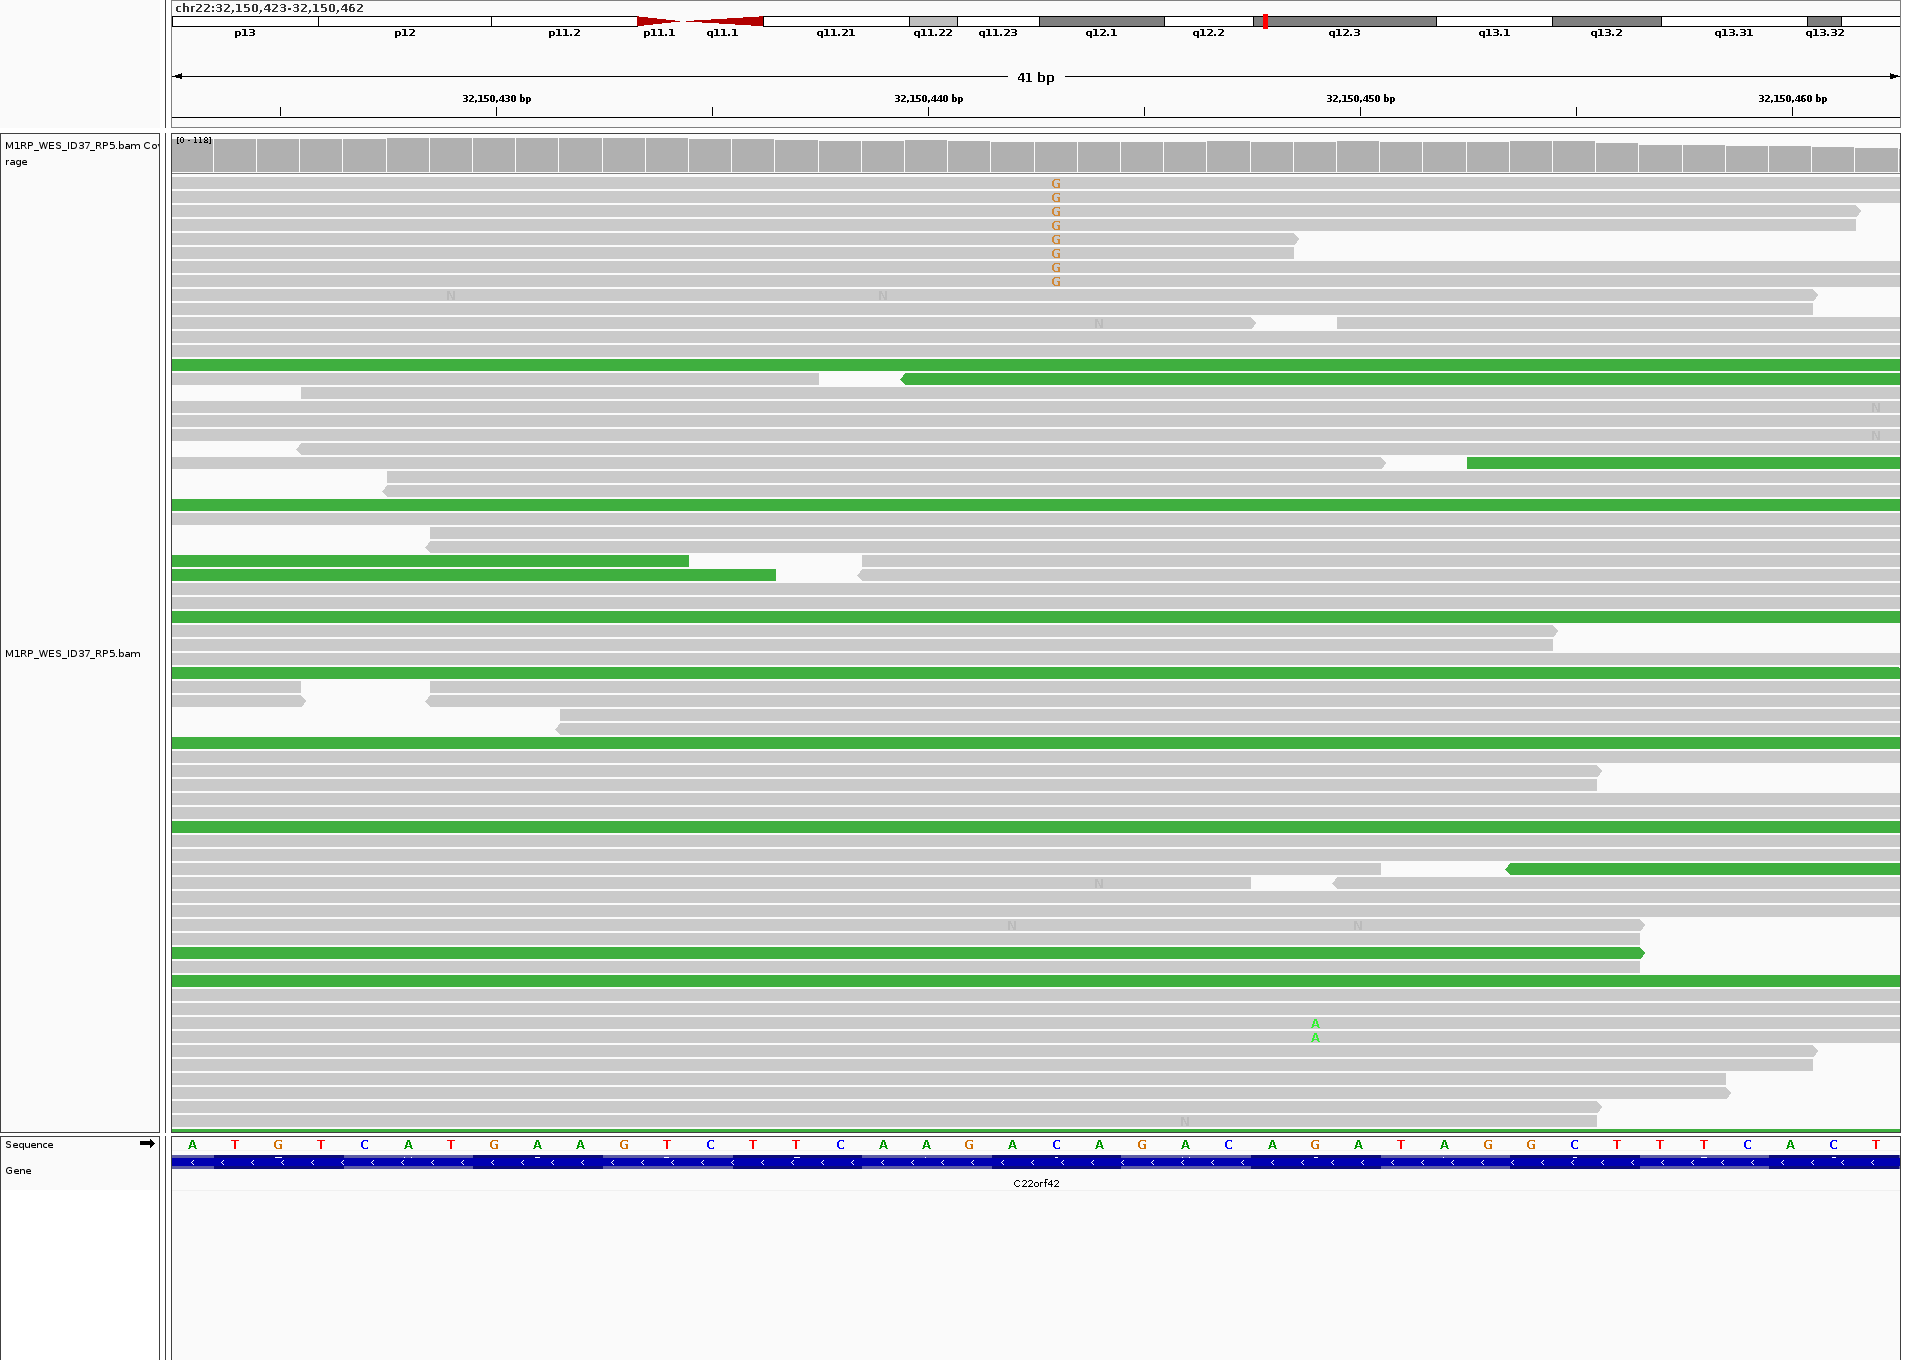 chr22:32,150,423-32,150,462
p13 p12 p11.2 p11.1 q11.1 q11.21 q11.22 q11.23 q12.1 q12.2 q12.3 q13.1 q13.2 q13.31 q13.32
41 bp
32,150,430 bp 32,150,440 bp 32,150,450 bp 32,150,460 bp
M1RP_WES_ID37_RP5.bam Co
rage
[0 - 118]
G
G
G
G
G
G
G
G
N N
N
N
N
M1RP_WES_ID37_RP5.bam
N
N N
A
A
N
Sequence A T G T C A T G A A G T C T T C A A G A C A G A C A G A T A G G C T T T C A C T
Gene
C22orf42